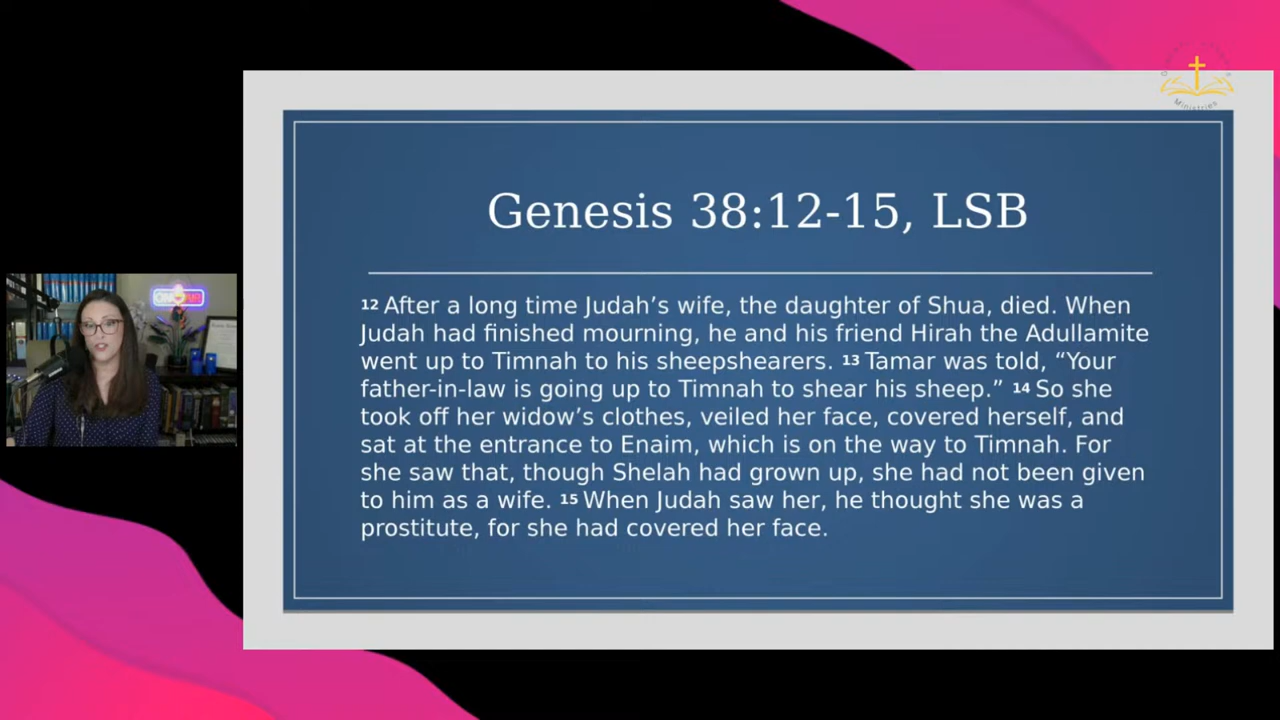 Genesis 38:12-15, LSB
12 After a long time Judah’s wife, the daughter of Shua, died. When
Judah had finished mourning, he and his friend Hirah the Adullamite
went up to Timnah to his sheepshearers. 13 Tamar was told, “Your
father-in-law is going up to Timnah to shear his sheep.” 14 So she
took off her widow’s clothes, veiled her face, covered herself, and
sat at the entrance to Enaim, which is on the way to Timnah. For
she saw that, though Shelah had grown up, she had not been given
to him as a wife. 15 When Judah saw her, he thought she was a
prostitute, for she had covered her face.
Ministries